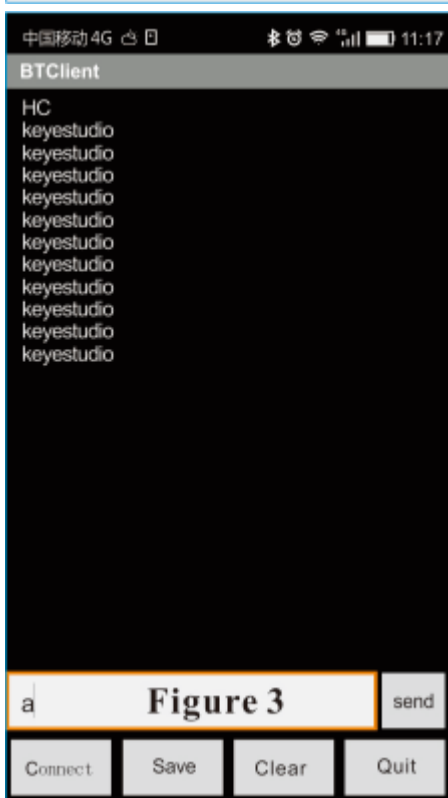 中国移动4G 11:17
BTClient
HC
keyestudio
keyestudio
keyestudio
keyestudio
keyestudio
keyestudio
keyestudio
keyestudio
keyestudio
keyestudio
keyestudio
a Figure 3 send
Connect Save Clear Quit